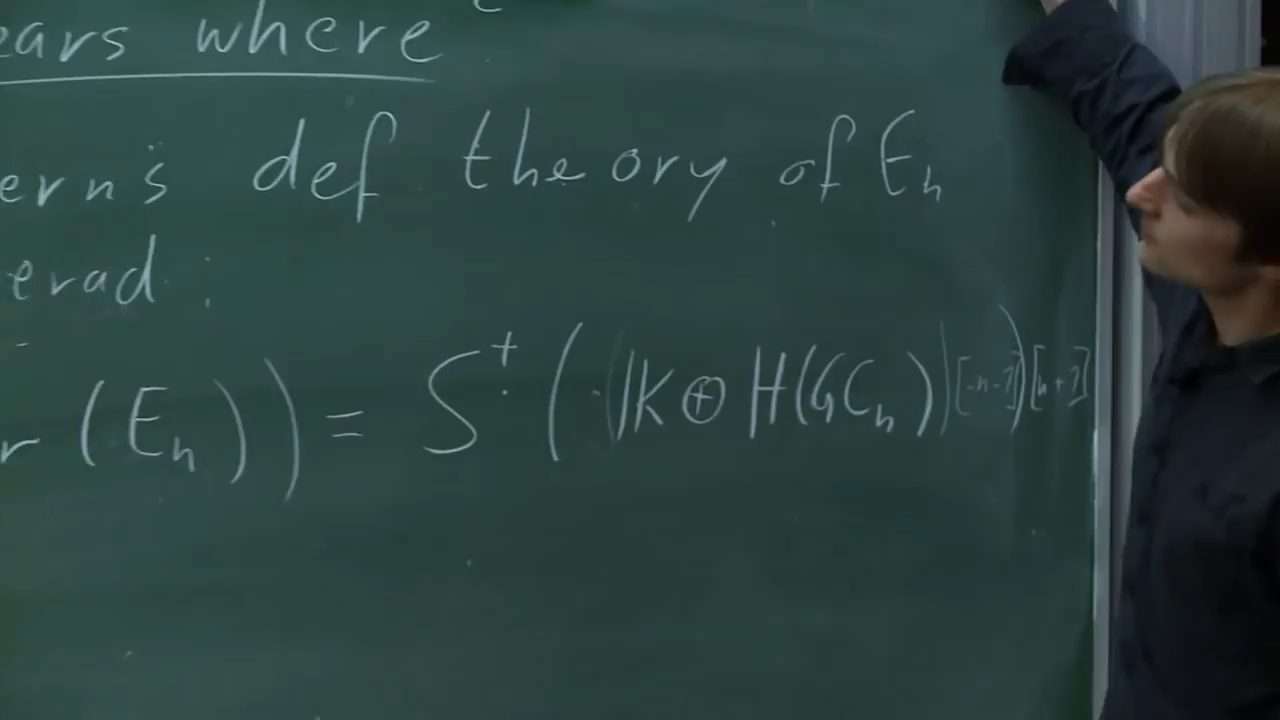 ears where
erns def theory of Eₙ
erad :
r (Eₙ)) = S⁺ ((𝕂 ⊕ H(GCₙ))[-n-1])[n+1]